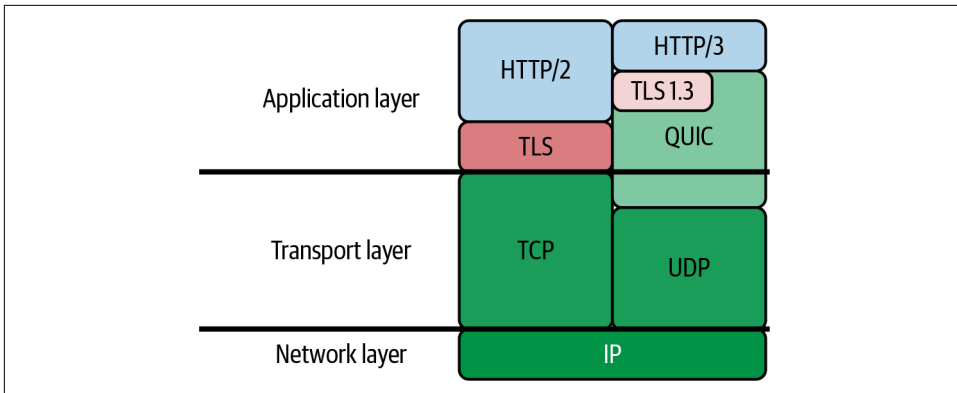 HTTP/2
HTTP/3
Application layer
TLS 1.3
QUIC
TLS
Transport layer
TCP
UDP
Network layer
IP